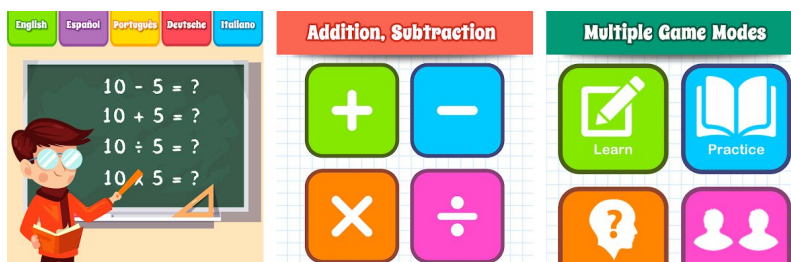 English
Español
Português
Deutsche
Italiano
10 - 5 = ?
10 + 5 = ?
10 ÷ 5 = ?
10 x 5 = ?
Addition, Subtraction
+
-
×
÷
Multiple Game Modes
Learn
Practice
?